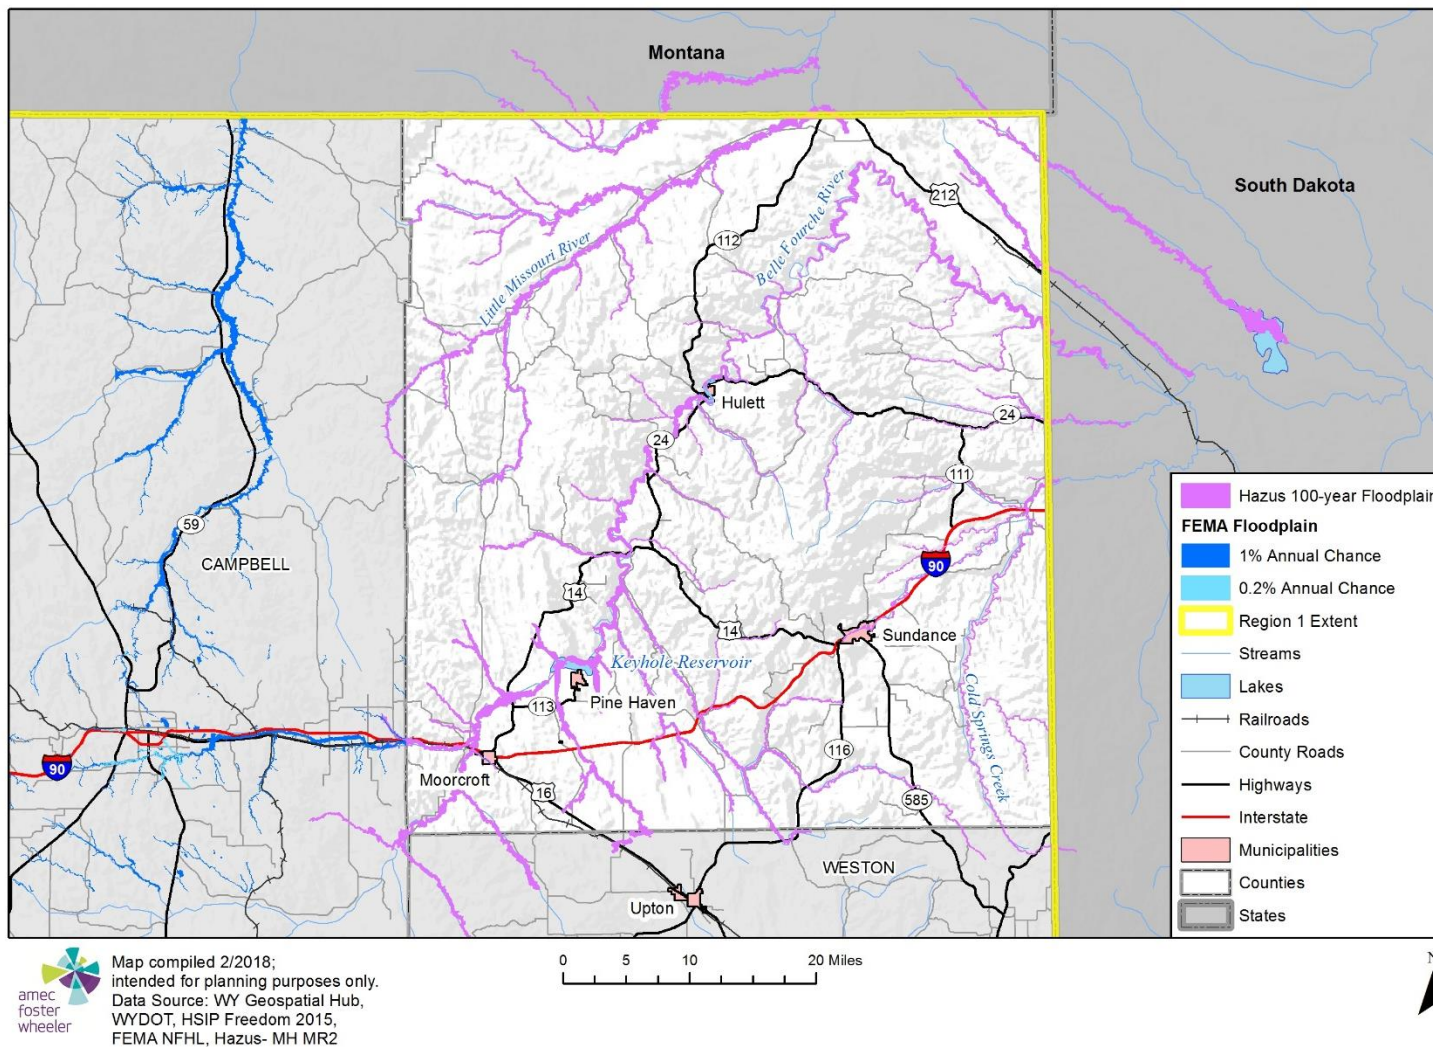 Montana
South Dakota
212
112
Belle Fourche River
Little Missouri River
Hulett
24
24
111
59
CAMPBELL
90
14
14
Sundance
Keyhole Reservoir
Pine Haven
113
Cold Springs Creek
116
90
Moorcroft
16
585
WESTON
Upton
Hazus 100-year Floodplain
FEMA Floodplain
1% Annual Chance
0.2% Annual Chance
Region 1 Extent
Streams
Lakes
Railroads
County Roads
Highways
Interstate
Municipalities
Counties
States
amec
foster
wheeler
Map compiled 2/2018;
intended for planning purposes only.
Data Source: WY Geospatial Hub,
WYDOT, HSIP Freedom 2015,
FEMA NFHL, Hazus- MH MR2
0 5 10 20 Miles
N